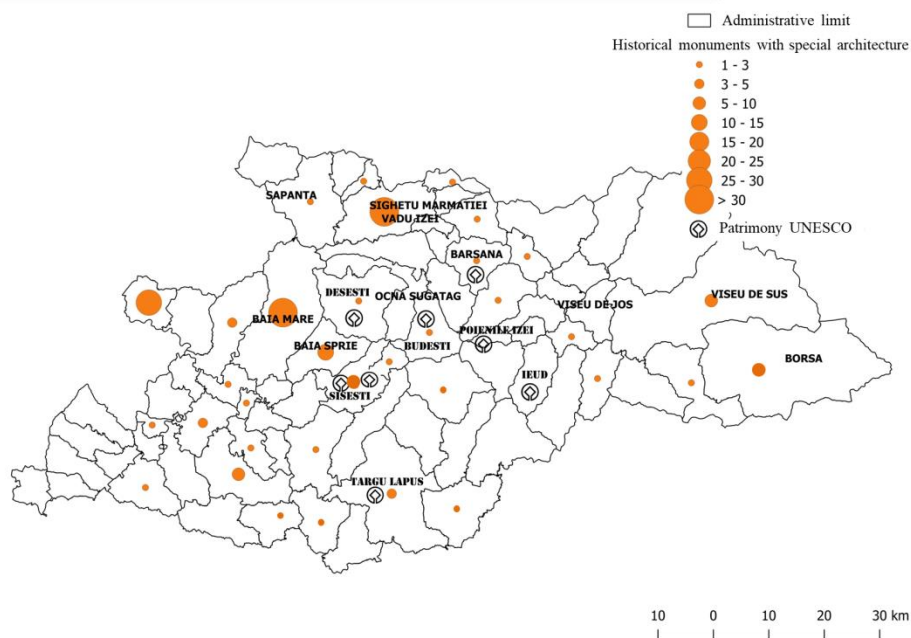 Administrative limit
Historical monuments with special architecture
1 - 3
3 - 5
5 - 10
10 - 15
15 - 20
20 - 25
25 - 30
> 30
Patrimony UNESCO
SAPANTA
SIGHETU MARMATIEI
VADU IZEI
BARSANA
DESESTI
OCNA SUGATAG
VISEU DE JOS
VISEU DE SUS
BAIA MARE
BUDESTI
POIENILE IZEI
BAIA SPRIE
BORSA
IEUD
SISESTI
TARGU LAPUS
10 0 10 20 30 km